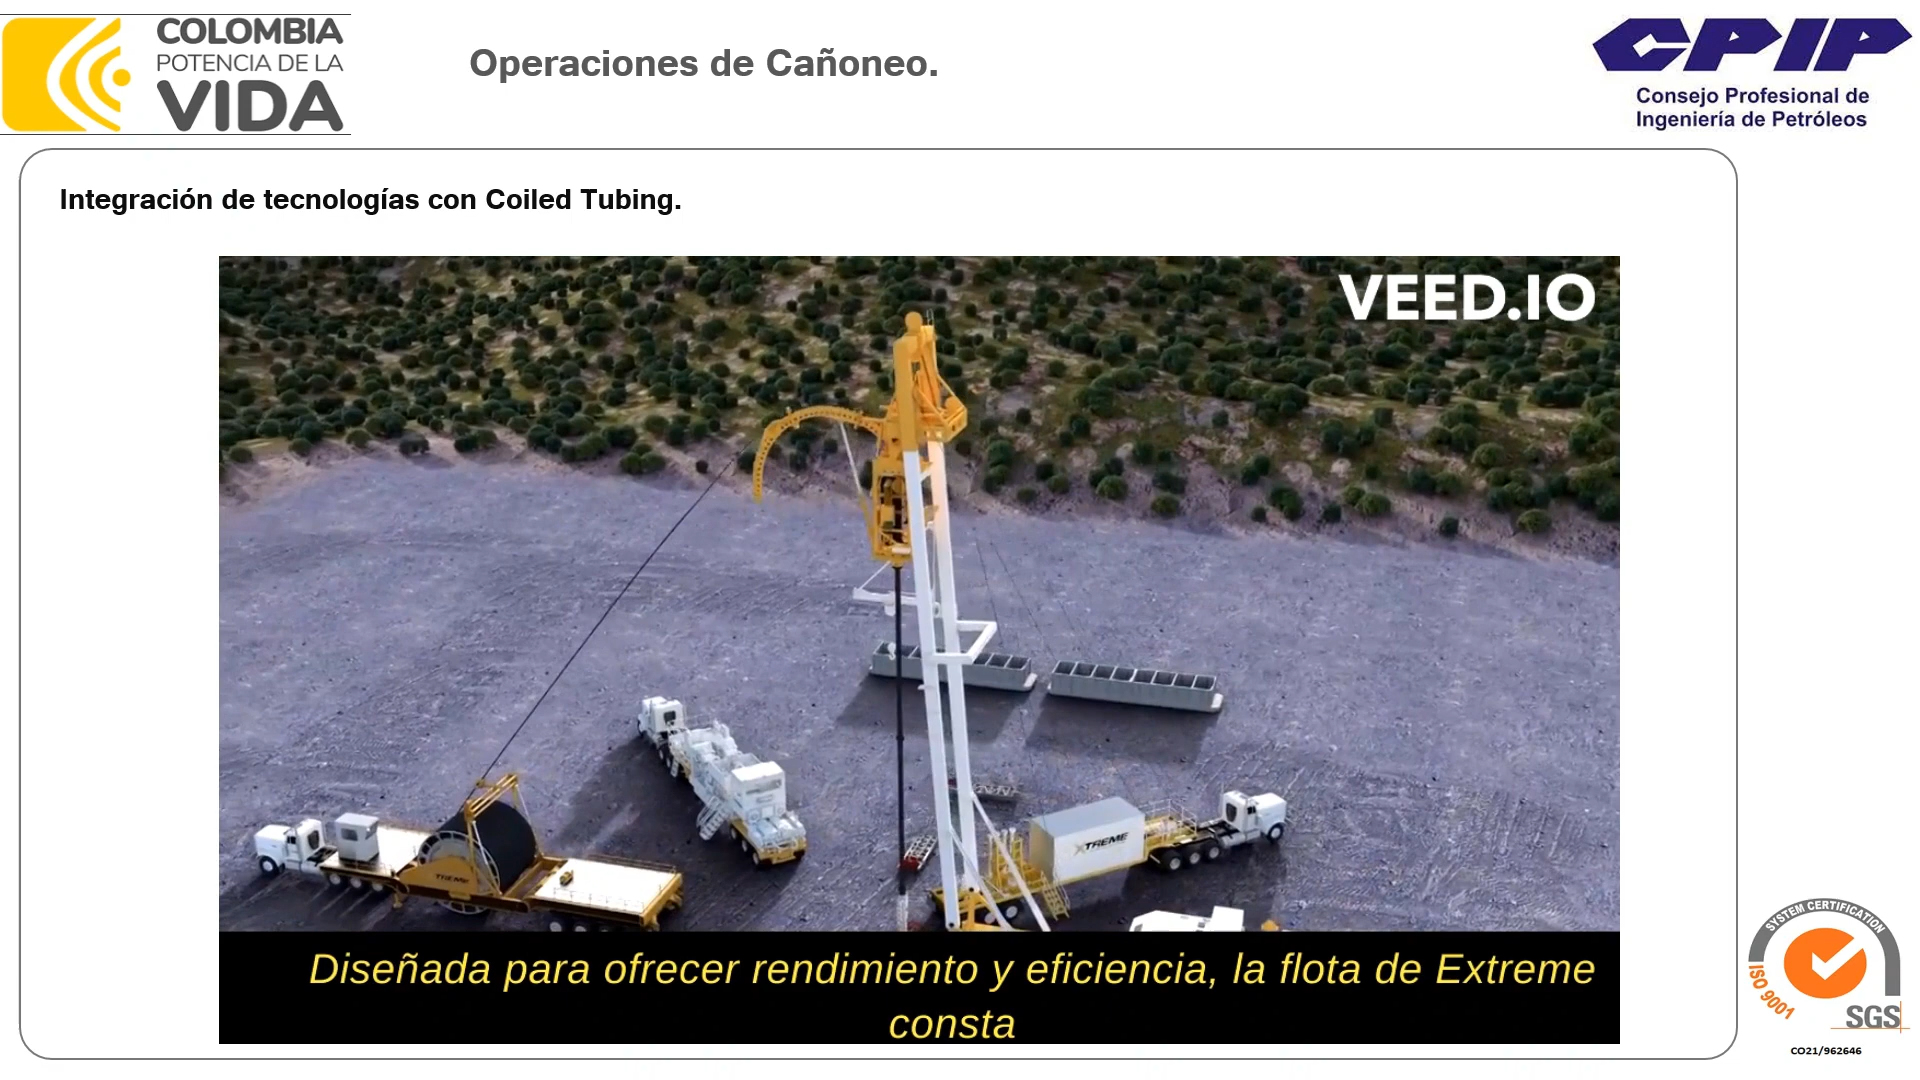 COLOMBIA
POTENCIA DE LA
VIDA
Operaciones de Cañoneo.
CPIP
Consejo Profesional de
Ingeniería de Petróleos
Integración de tecnologías con Coiled Tubing.
VEED.IO
XTREME
XTREME
Diseñada para ofrecer rendimiento y eficiencia, la flota de Extreme
consta
SYSTEM CERTIFICATION
ISO 9001
SGS
CO21/962646